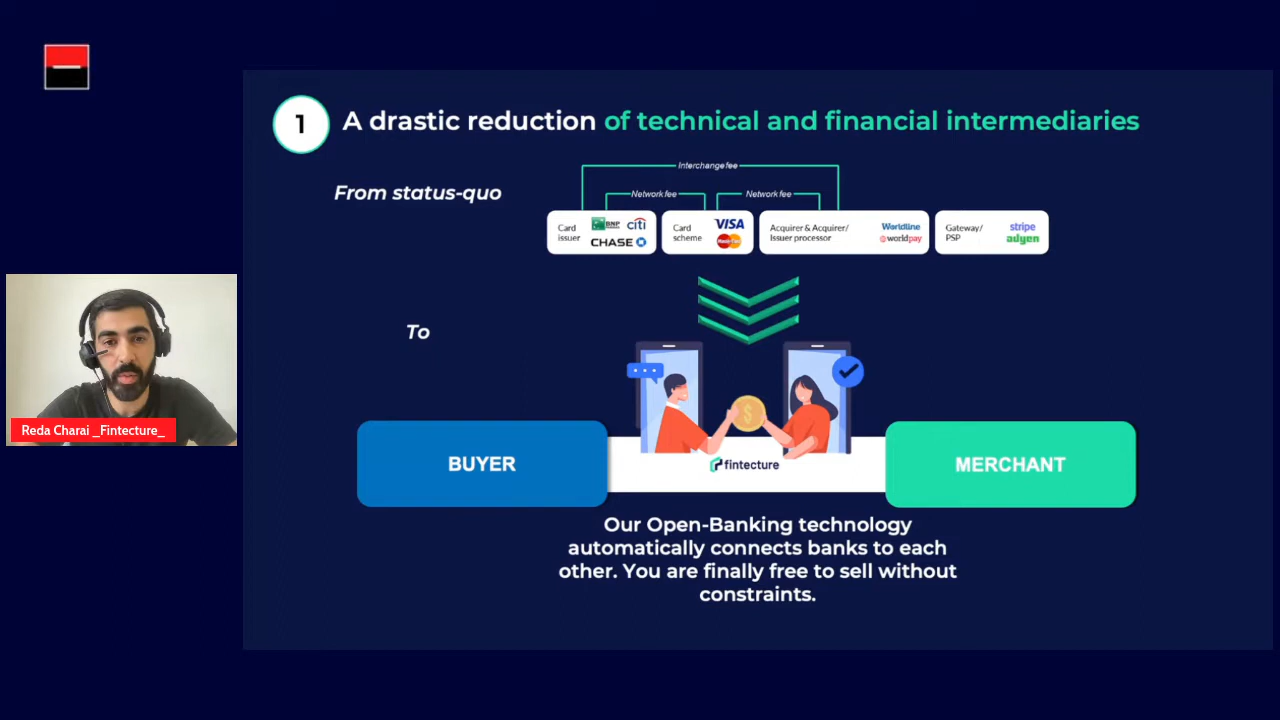 1
A drastic reduction of technical and financial intermediaries
From status-quo
Interchange fee
Network fee
Network fee
Card
issuer
BNP
citi
CHASE
Card
scheme
VISA
MasterCard
Acquirer & Acquirer/
Issuer processor
Worldline
worldpay
Gateway/
PSP
stripe
adyen
To
$
BUYER
fintecture
MERCHANT
Our Open-Banking technology
automatically connects banks to each
other. You are finally free to sell without
constraints.
Reda Charai _Fintecture_